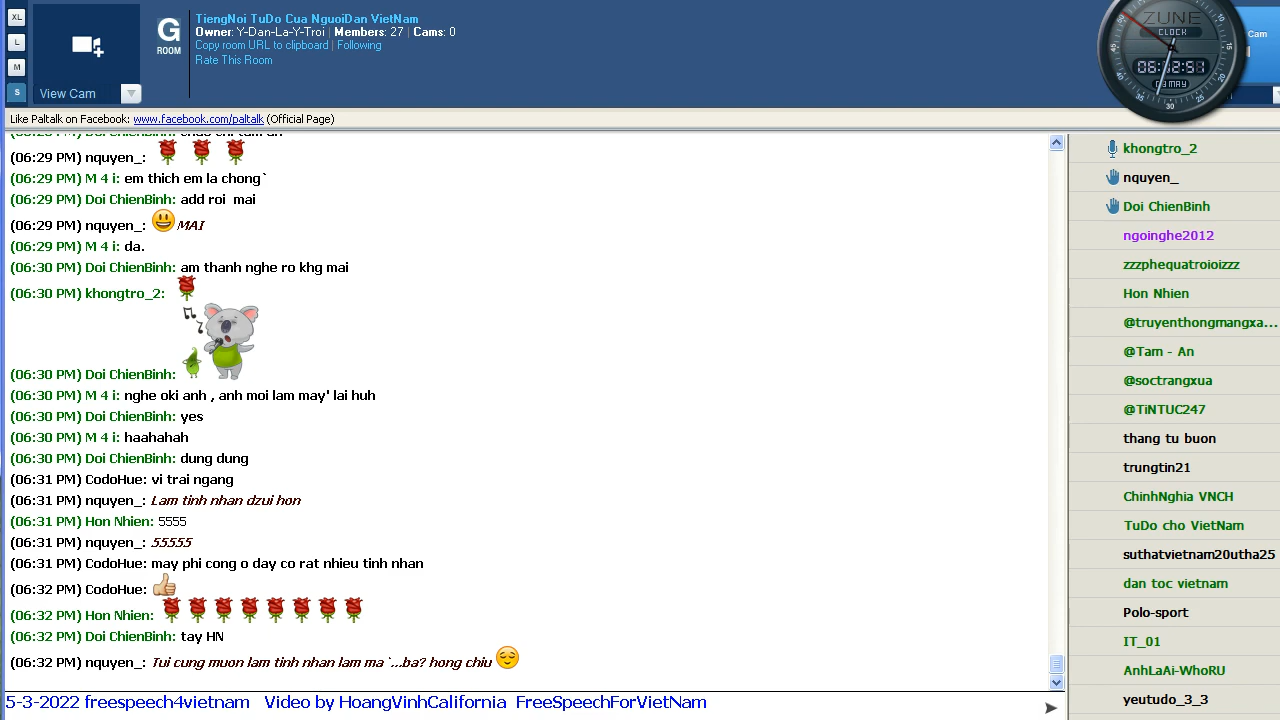 XL
L
M
S
View Cam
G
ROOM
TiengNoi TuDo Cua NguoiDan VietNam
Owner: Y-Dan-La-Y-Troi | Members: 27 | Cams: 0
Copy room URL to clipboard | Following
Rate This Room
ZUNE
CLOCK
03 MAY
Cam
Like Paltalk on Facebook: www.facebook.com/paltalk (Official Page)
(06:29 PM) nquyen_:
(06:29 PM) M 4 i: em thich em la chong`
(06:29 PM) Doi ChienBinh: add roi  mai
(06:29 PM) nquyen_: MAI
(06:29 PM) M 4 i: da.
(06:30 PM) Doi ChienBinh: am thanh nghe ro khg mai
(06:30 PM) khongtro_2:
(06:30 PM) Doi ChienBinh:
(06:30 PM) M 4 i: nghe oki anh , anh moi lam may' lai huh
(06:30 PM) Doi ChienBinh: yes
(06:30 PM) M 4 i: haahahah
(06:30 PM) Doi ChienBinh: dung dung
(06:31 PM) CodoHue: vi trai ngang
(06:31 PM) nquyen_: Lam tinh nhan dzui hon
(06:31 PM) Hon Nhien: 5555
(06:31 PM) nquyen_: 55555
(06:31 PM) CodoHue: may phi cong o day co rat nhieu tinh nhan
(06:32 PM) CodoHue:
(06:32 PM) Hon Nhien:
(06:32 PM) Doi ChienBinh: tay HN
(06:32 PM) nquyen_: Tui cung muon lam tinh nhan lam ma `...ba? hong chiu
khongtro_2
nquyen_
Doi ChienBinh
ngoinghe2012
zzzphequatroioizzz
Hon Nhien
@truyenthongmangxa...
@Tam - An
@soctrangxua
@TiNTUC247
thang tu buon
trungtin21
ChinhNghia VNCH
TuDo cho VietNam
suthatvietnam20utha25
dan toc vietnam
Polo-sport
IT_01
AnhLaAi-WhoRU
yeutudo_3_3
5-3-2022 freespeech4vietnam   Video by HoangVinhCalifornia  FreeSpeechForVietNam